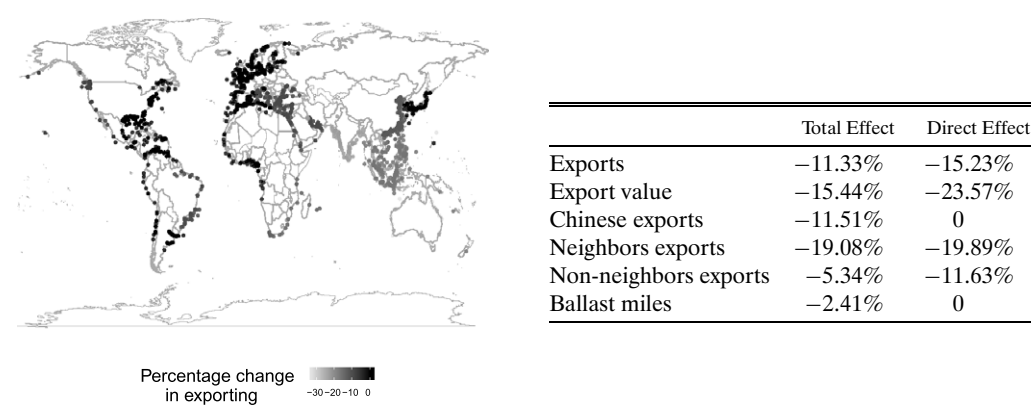 Total Effect Direct Effect
Exports −11.33% −15.23%
Export value −15.44% −23.57%
Chinese exports −11.51% 0
Neighbors exports −19.08% −19.89%
Non-neighbors exports −5.34% −11.63%
Ballast miles −2.41% 0
Percentage change
in exporting
−30 −20 −10 0